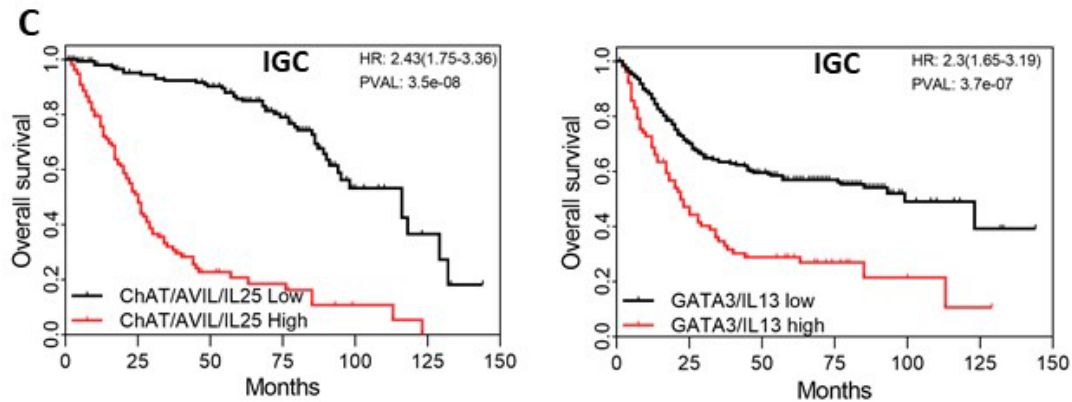 C
IGC
HR: 2.43(1.75-3.36)
PVAL: 3.5e-08
Overall survival
1.0
0.8
0.6
0.4
0.2
0.0
ChAT/AVIL/IL25 Low
ChAT/AVIL/IL25 High
0 25 50 75 100 125 150
Months
IGC
HR: 2.3(1.65-3.19)
PVAL: 3.7e-07
Overall survival
1.0
0.8
0.6
0.4
0.2
0.0
GATA3/IL13 low
GATA3/IL13 high
0 25 50 75 100 125 150
Months